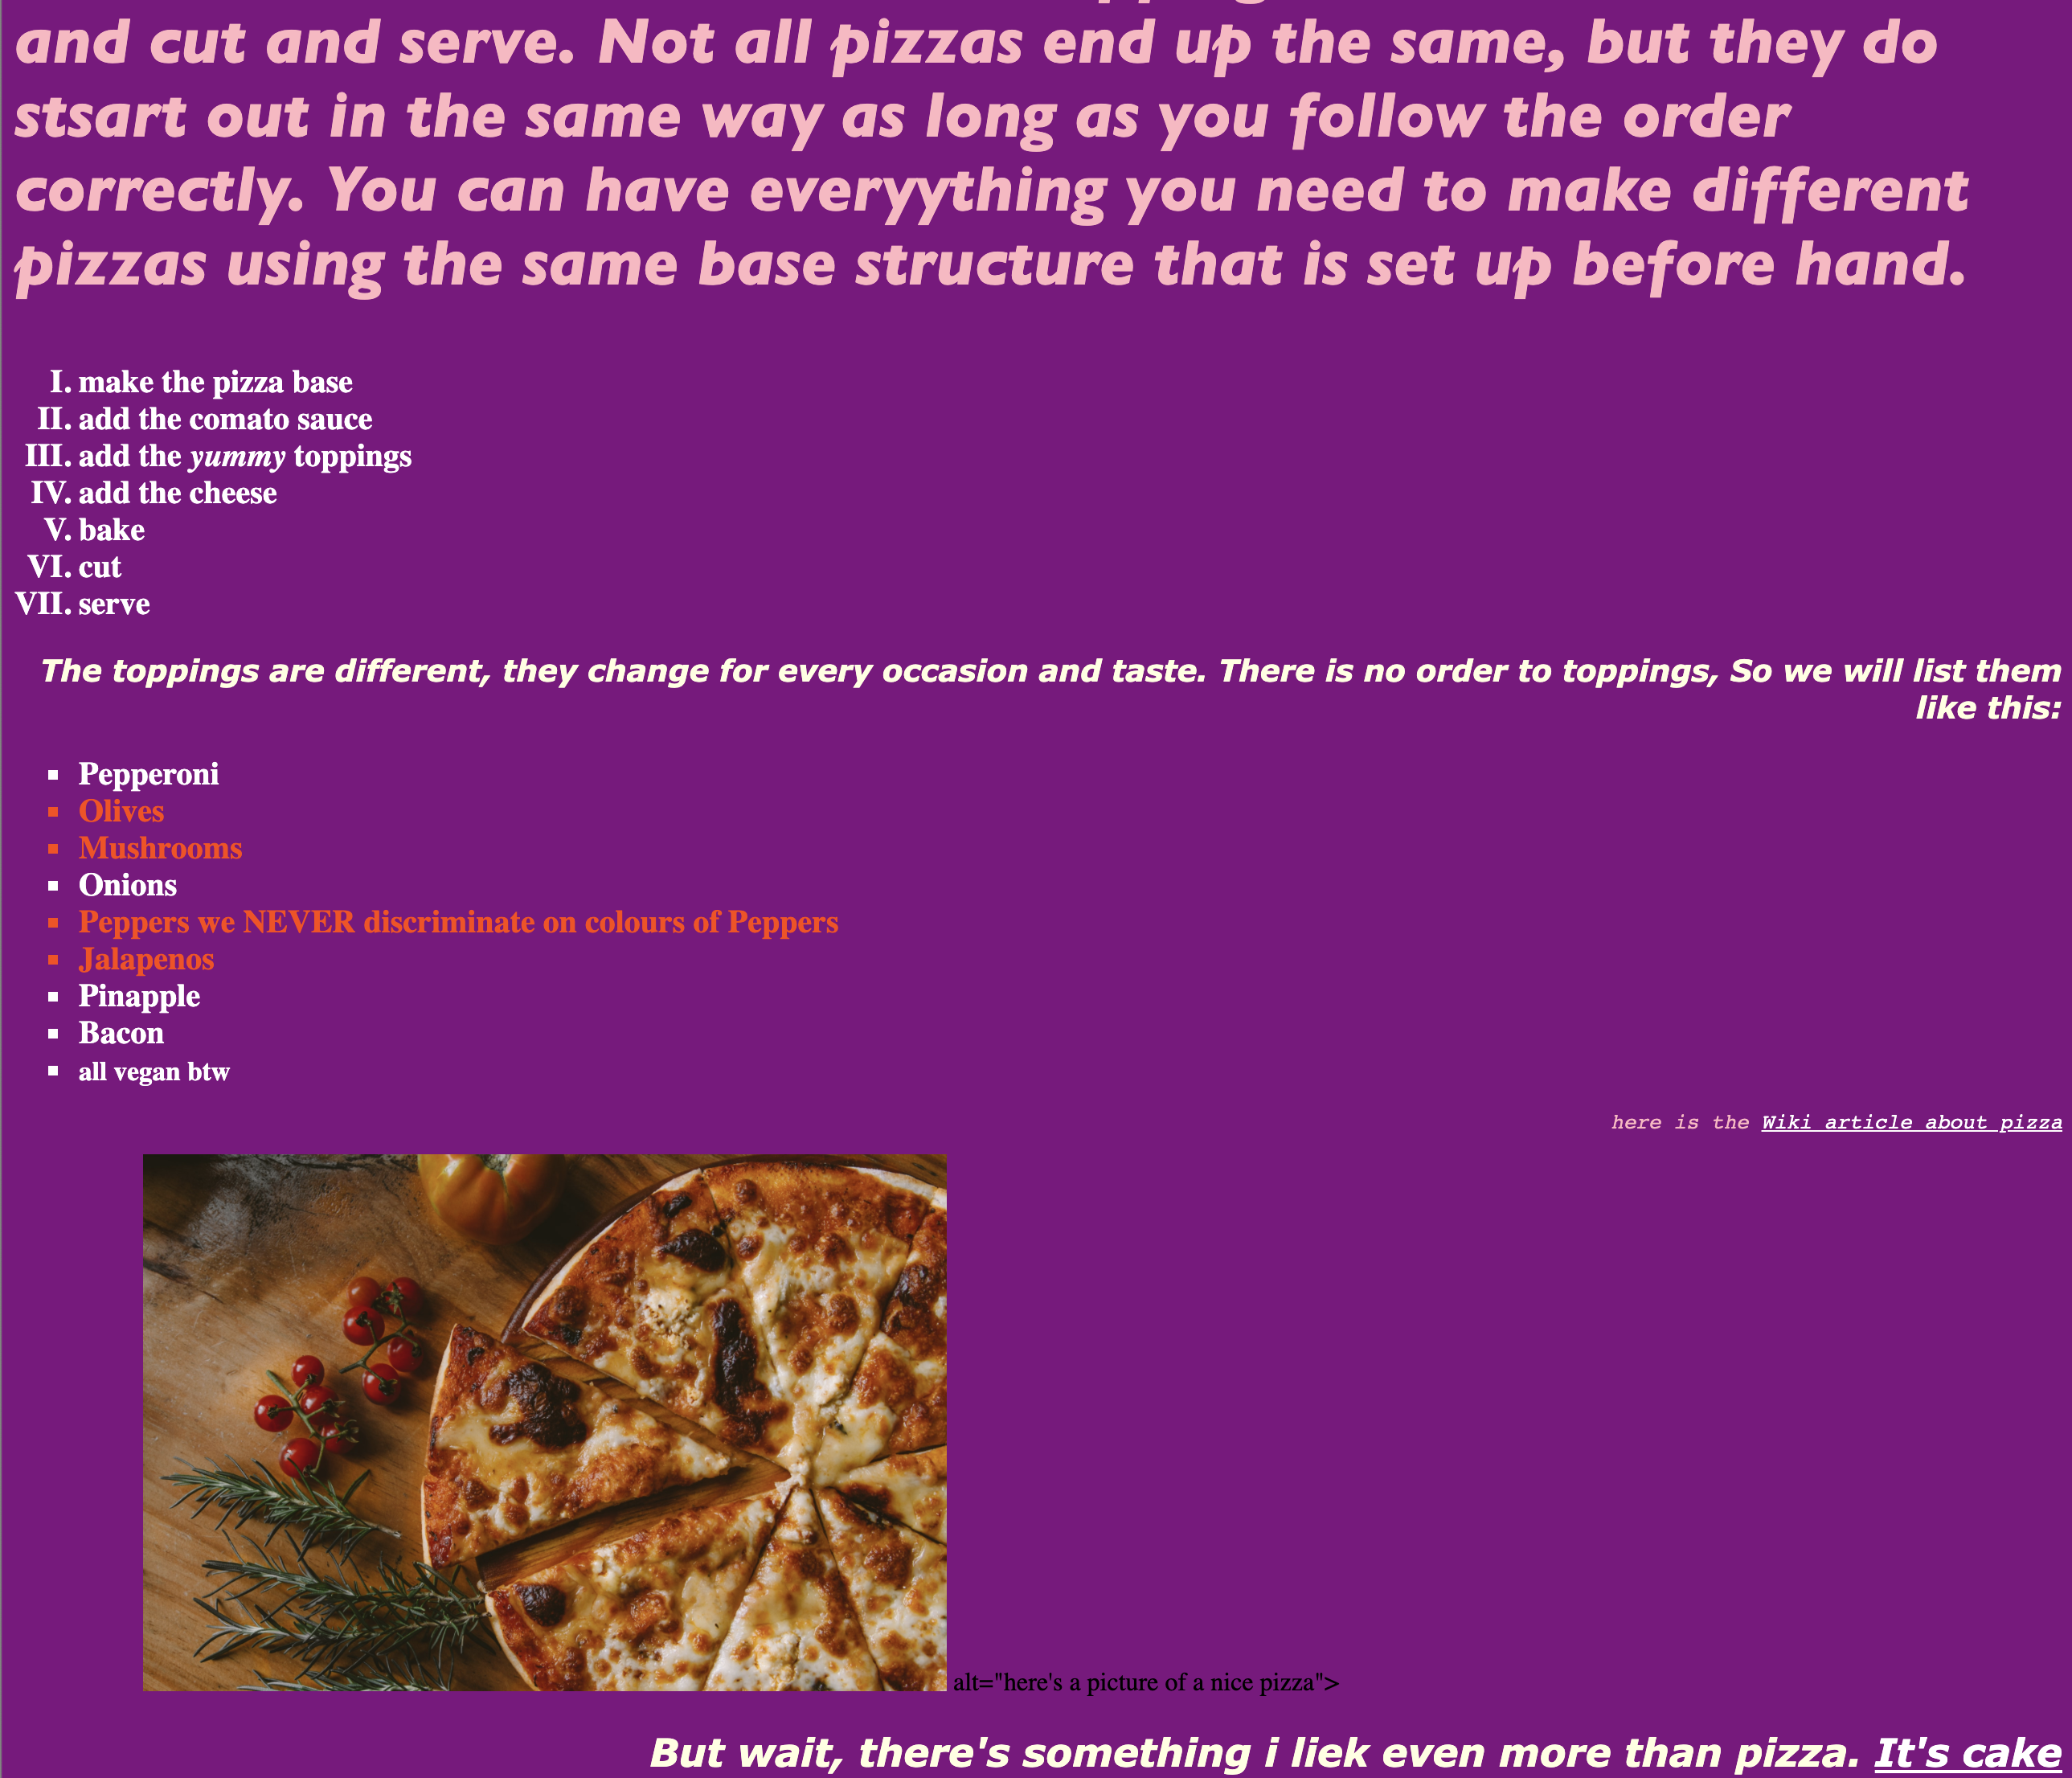 and cut and serve. Not all pizzas end up the same, but they do
stsart out in the same way as long as you follow the order
correctly. You can have everyything you need to make different
pizzas using the same base structure that is set up before hand.
I. make the pizza base
II. add the comato sauce
III. add the yummy toppings
IV. add the cheese
V. bake
VI. cut
VII. serve
The toppings are different, they change for every occasion and taste. There is no order to toppings, So we will list them
like this:
Pepperoni
Olives
Mushrooms
Onions
Peppers we NEVER discriminate on colours of Peppers
Jalapenos
Pinapple
Bacon
all vegan btw
here is the Wiki article about pizza
alt="here's a picture of a nice pizza">
But wait, there's something i liek even more than pizza. It's cake